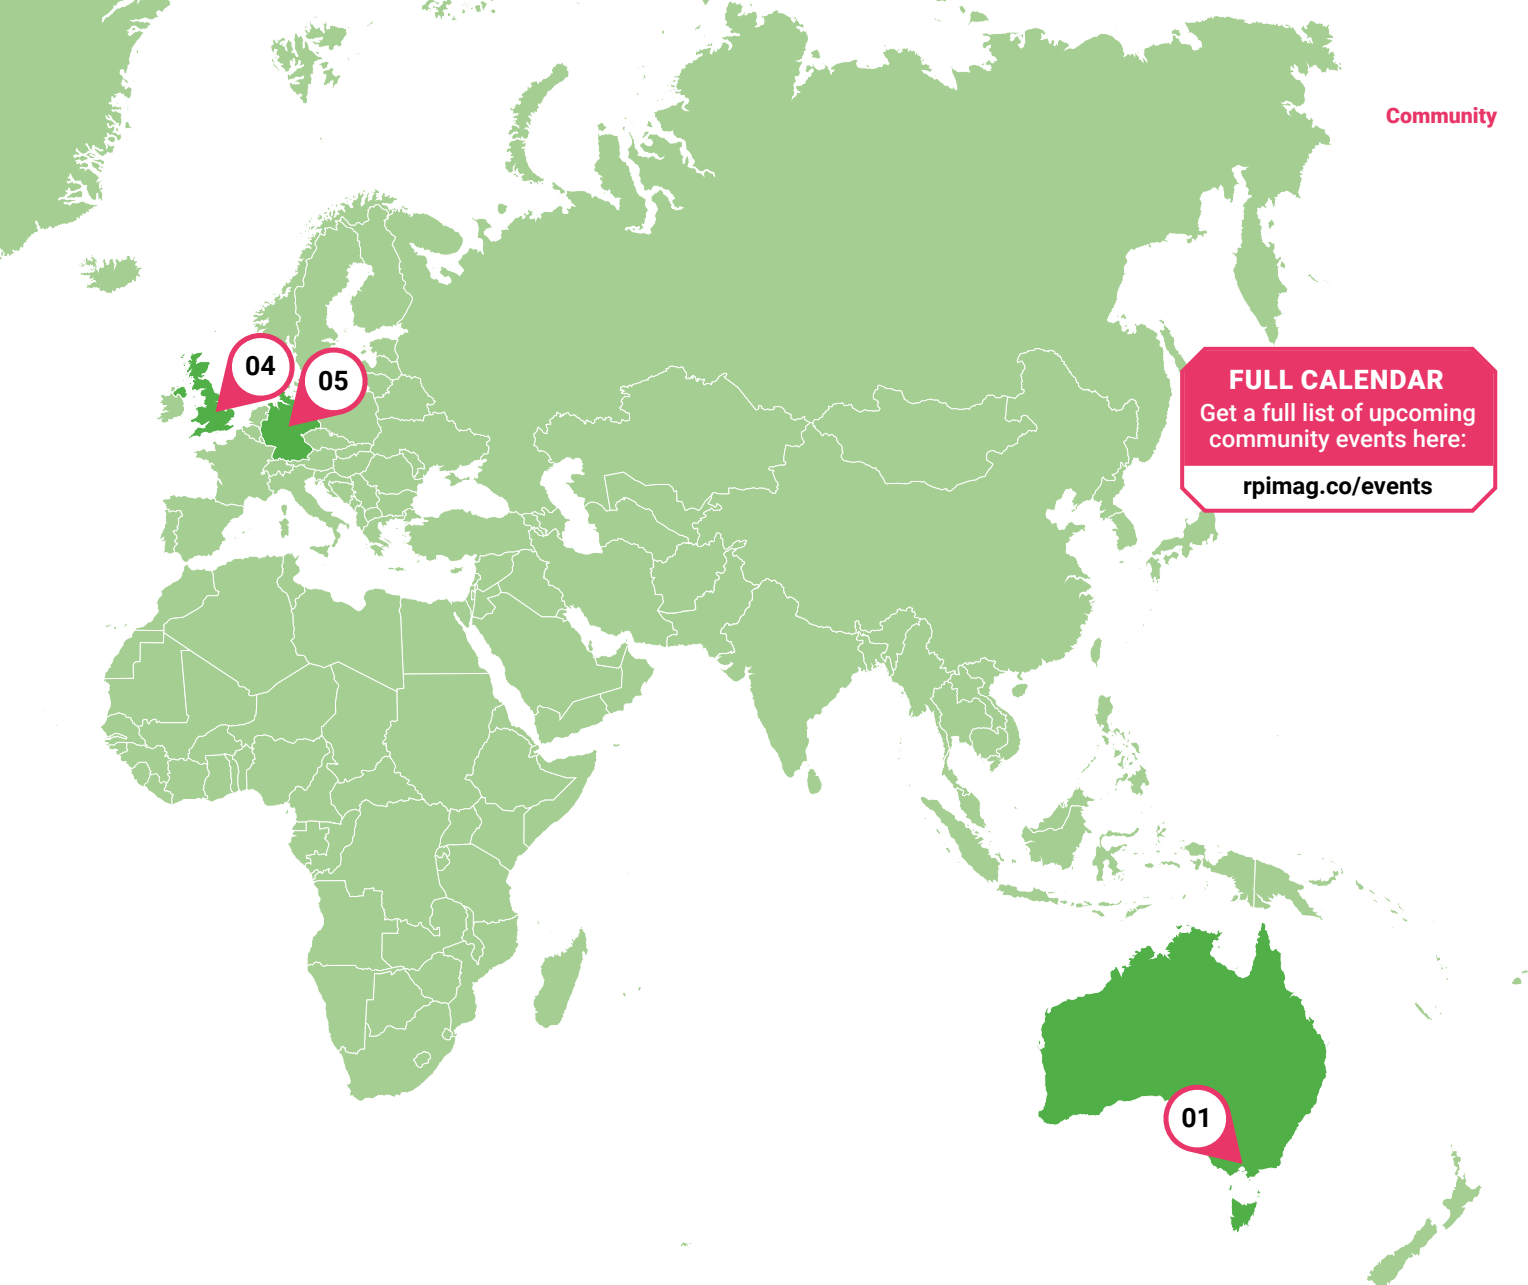 Community
04
05
FULL CALENDAR
Get a full list of upcoming
community events here:
rpimag.co/events
01